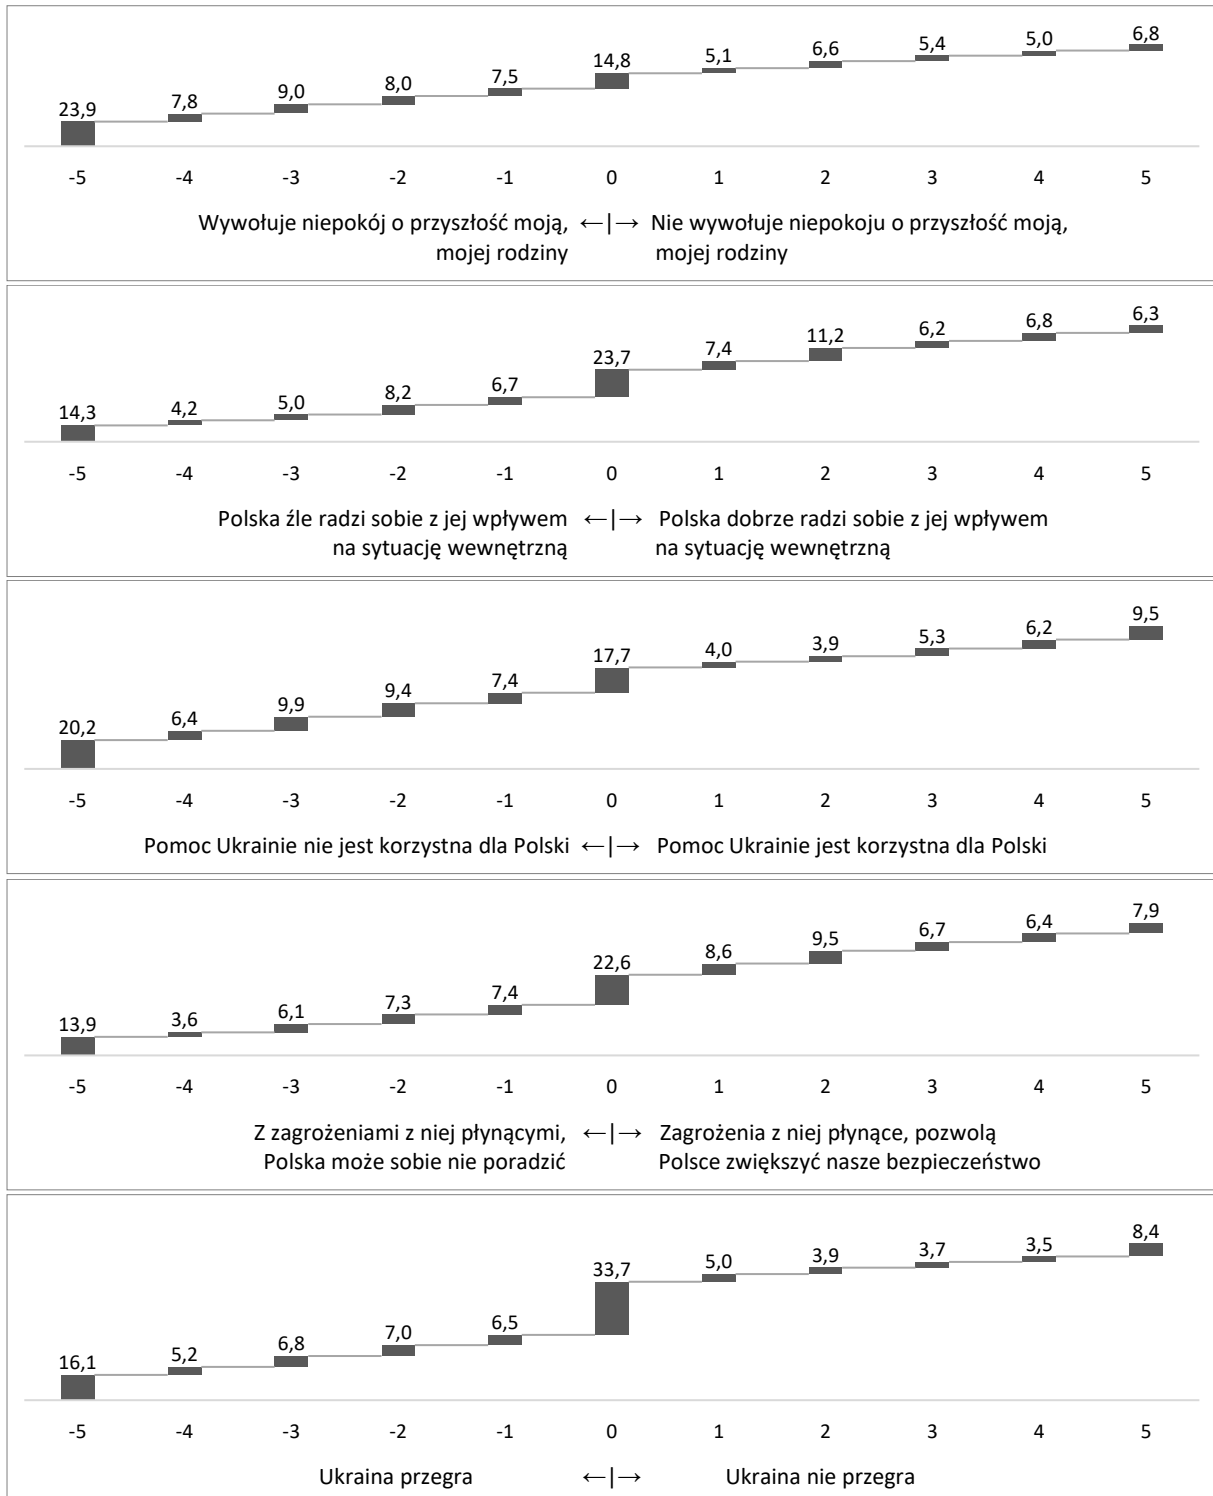 23,9 7,8 9,0 8,0 7,5 14,8 5,1 6,6 5,4 5,0 6,8
-5 -4 -3 -2 -1 0 1 2 3 4 5
Wywołuje niepokój o przyszłość moją, ←|→ Nie wywołuje niepokoju o przyszłość moją,
mojej rodziny mojej rodziny
14,3 4,2 5,0 8,2 6,7 23,7 7,4 11,2 6,2 6,8 6,3
-5 -4 -3 -2 -1 0 1 2 3 4 5
Polska źle radzi sobie z jej wpływem ←|→ Polska dobrze radzi sobie z jej wpływem
na sytuację wewnętrzną na sytuację wewnętrzną
20,2 6,4 9,9 9,4 7,4 17,7 4,0 3,9 5,3 6,2 9,5
-5 -4 -3 -2 -1 0 1 2 3 4 5
Pomoc Ukrainie nie jest korzystna dla Polski ←|→ Pomoc Ukrainie jest korzystna dla Polski
13,9 3,6 6,1 7,3 7,4 22,6 8,6 9,5 6,7 6,4 7,9
-5 -4 -3 -2 -1 0 1 2 3 4 5
Z zagrożeniami z niej płynącymi, ←|→ Zagrożenia z niej płynące, pozwolą
Polska może sobie nie poradzić Polsce zwiększyć nasze bezpieczeństwo
16,1 5,2 6,8 7,0 6,5 33,7 5,0 3,9 3,7 3,5 8,4
-5 -4 -3 -2 -1 0 1 2 3 4 5
Ukraina przegra ←|→ Ukraina nie przegra